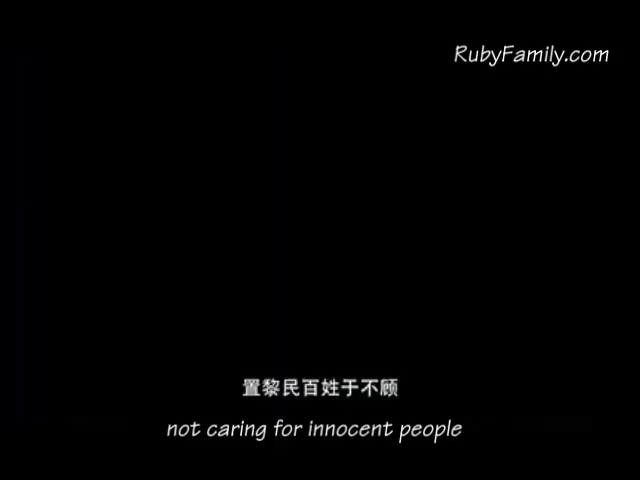 RubyFamily.com
置黎民百姓于不顾
not caring for innocent people